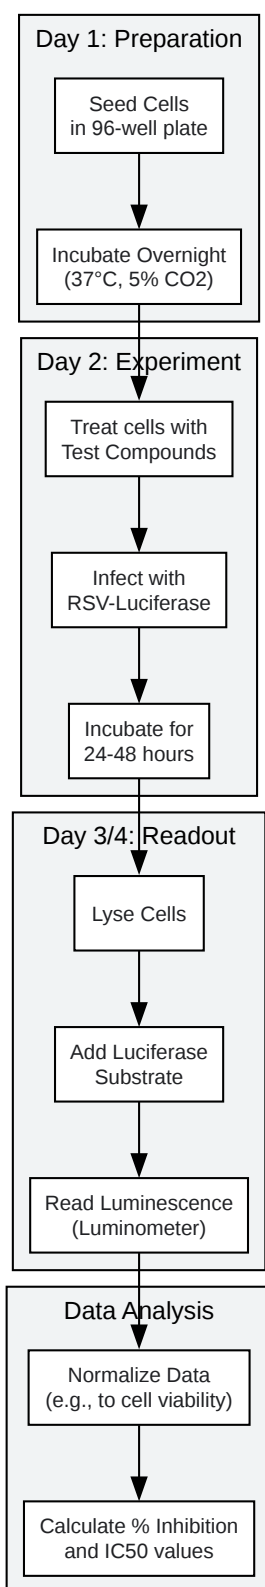 Day 1: Preparation
Seed Cells
in 96-well plate
Incubate Overnight
(37°C, 5% CO2)
Day 2: Experiment
Treat cells with
Test Compounds
Infect with
RSV-Luciferase
Incubate for
24-48 hours
Day 3/4: Readout
Lyse Cells
Add Luciferase
Substrate
Read Luminescence
(Luminometer)
Data Analysis
Normalize Data
(e.g., to cell viability)
Calculate % Inhibition
and IC50 values